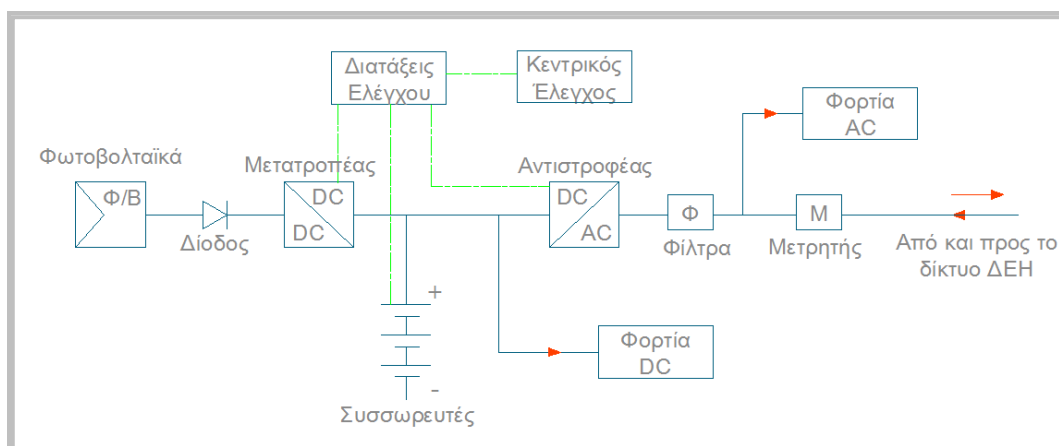 Διατάξεις
Ελέγχου
Κεντρικός
Έλεγχος
Φορτία
AC
Φωτοβολταϊκά
Μετατροπέας
Αντιστροφέας
Φ/Β
DC
DC
DC
AC
Φ
Μ
Δίοδος
Φίλτρα
Μετρητής
Από και προς το
δίκτυο ΔΕΗ
+
-
Φορτία
DC
Συσσωρευτές